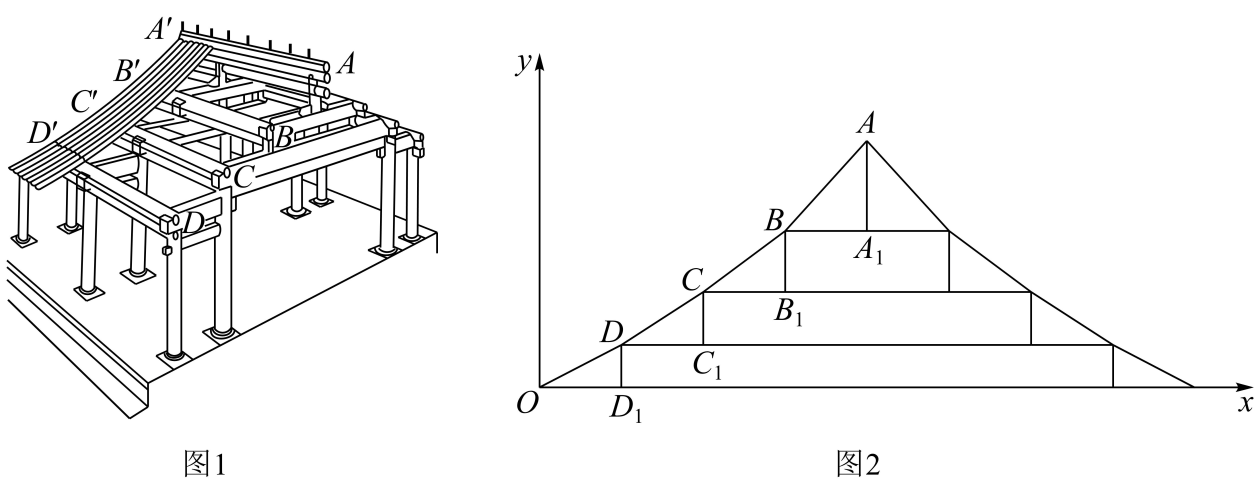 A′
A
B′
B
C′
C
D′
D
图1
y
A
B
A₁
C
B₁
D
C₁
O
D₁
x
图2